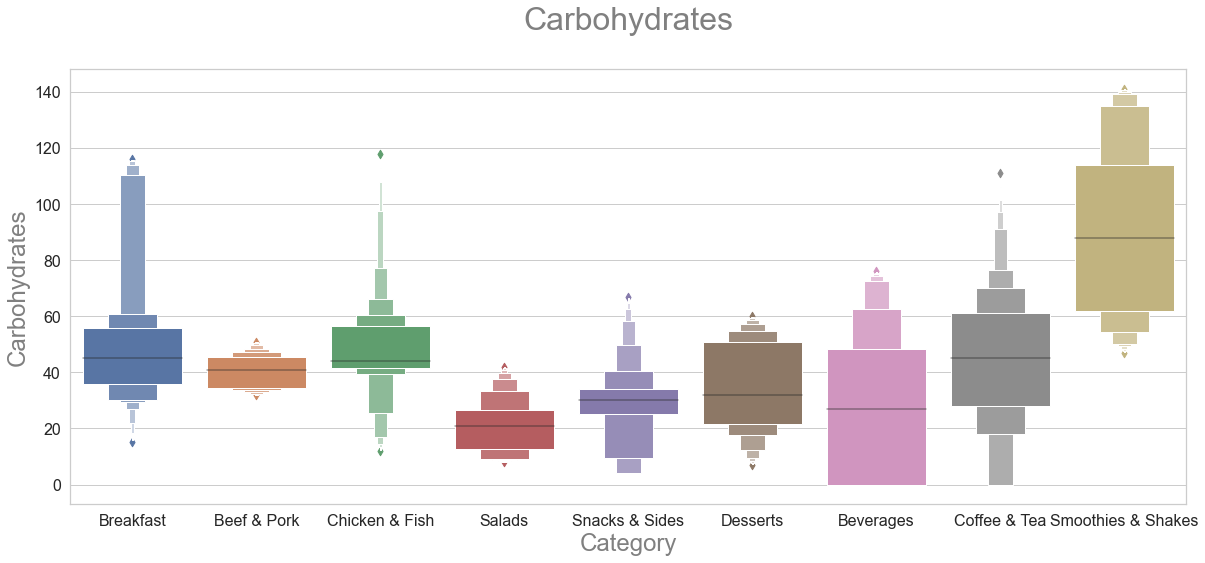 Carbohydrates
Carbohydrates
140
120
100
80
60
40
20
0
Breakfast Beef & Pork Chicken & Fish Salads Snacks & Sides Desserts Beverages Coffee & Tea Smoothies & Shakes
Category